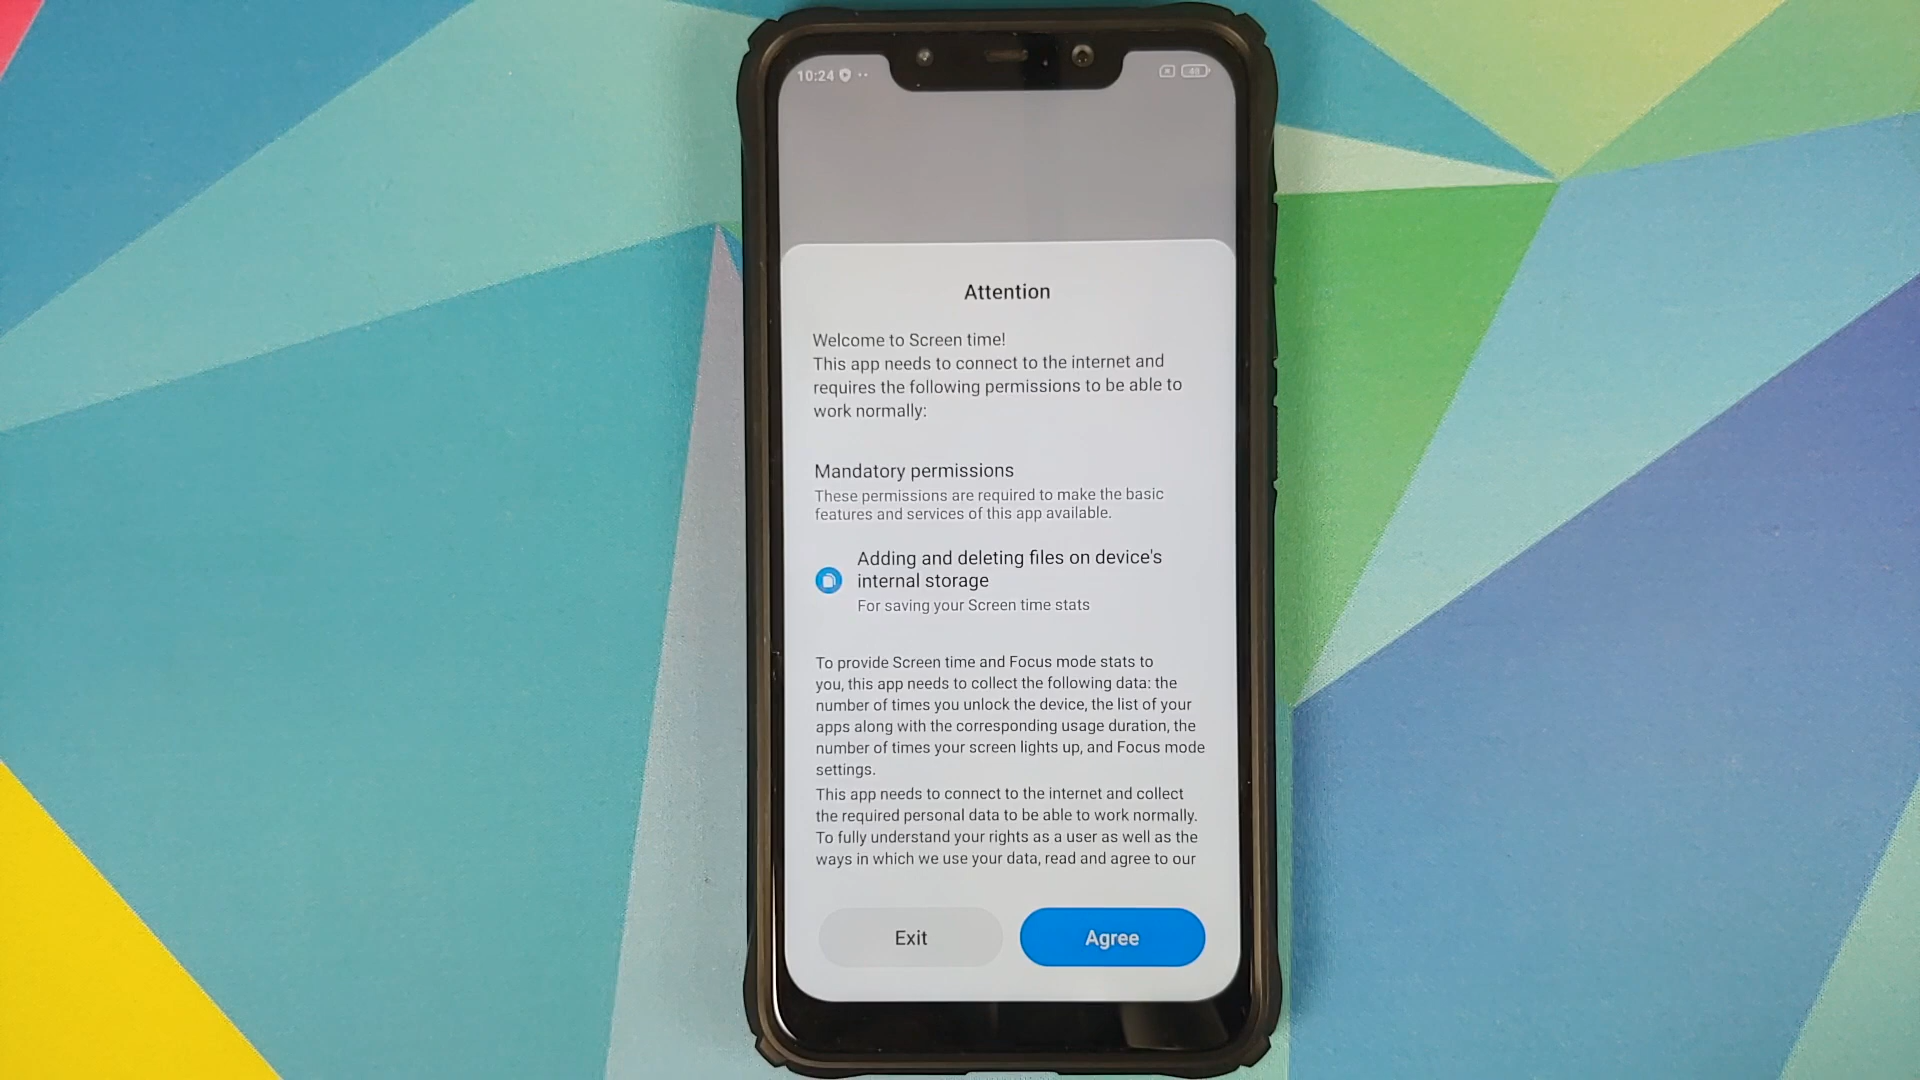 10:24
Attention
Welcome to Screen time!
This app needs to connect to the internet and
requires the following permissions to be able to
work normally:
Mandatory permissions
These permissions are required to make the basic
features and services of this app available.
Adding and deleting files on device's
internal storage
For saving your Screen time stats
To provide Screen time and Focus mode stats to
you, this app needs to collect the following data: the
number of times you unlock the device, the list of your
apps along with the corresponding usage duration, the
number of times your screen lights up, and Focus mode
settings.
This app needs to connect to the internet and collect
the required personal data to be able to work normally.
To fully understand your rights as a user as well as the
ways in which we use your data, read and agree to our
Exit Agree